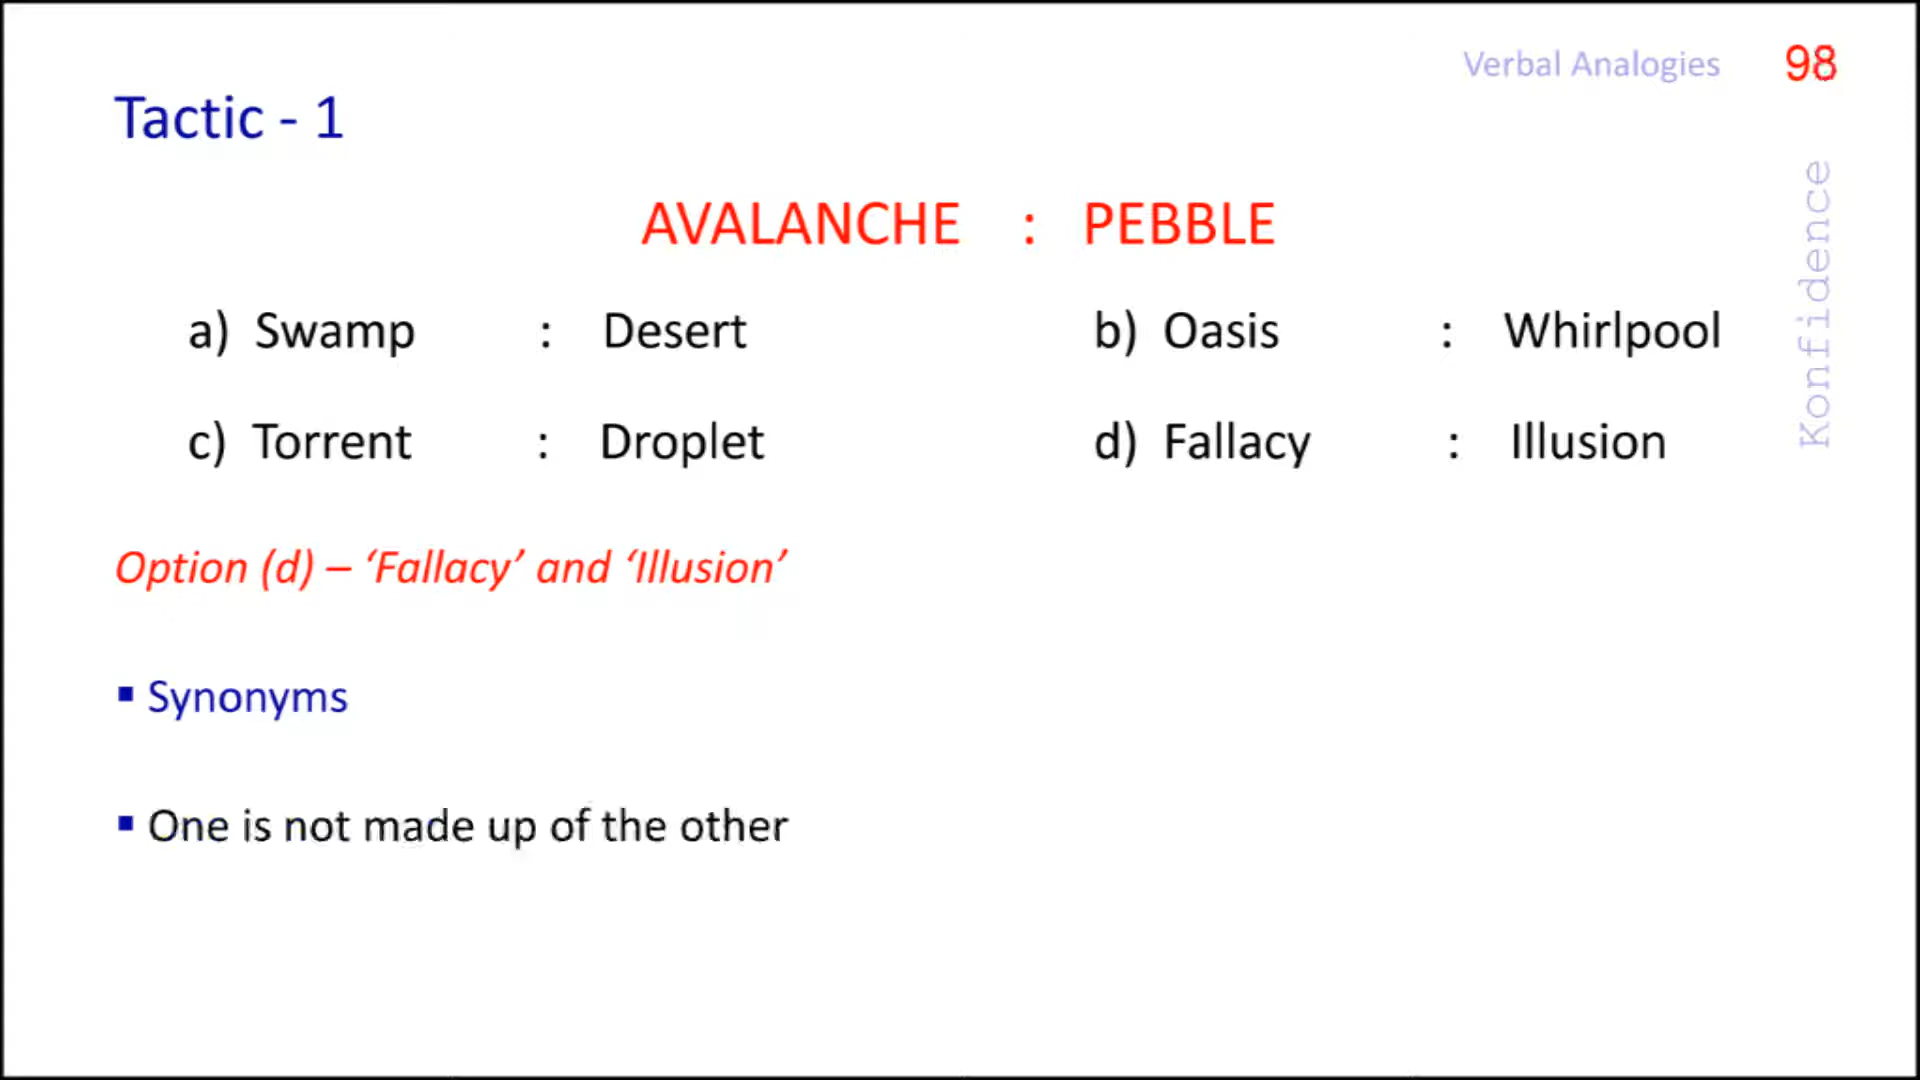 Verbal Analogies 98
Tactic - 1
AVALANCHE : PEBBLE
a) Swamp : Desert b) Oasis : Whirlpool
c) Torrent : Droplet d) Fallacy : Illusion
Option (d) – ‘Fallacy’ and ‘Illusion’
▪ Synonyms
▪ One is not made up of the other
Konfidence